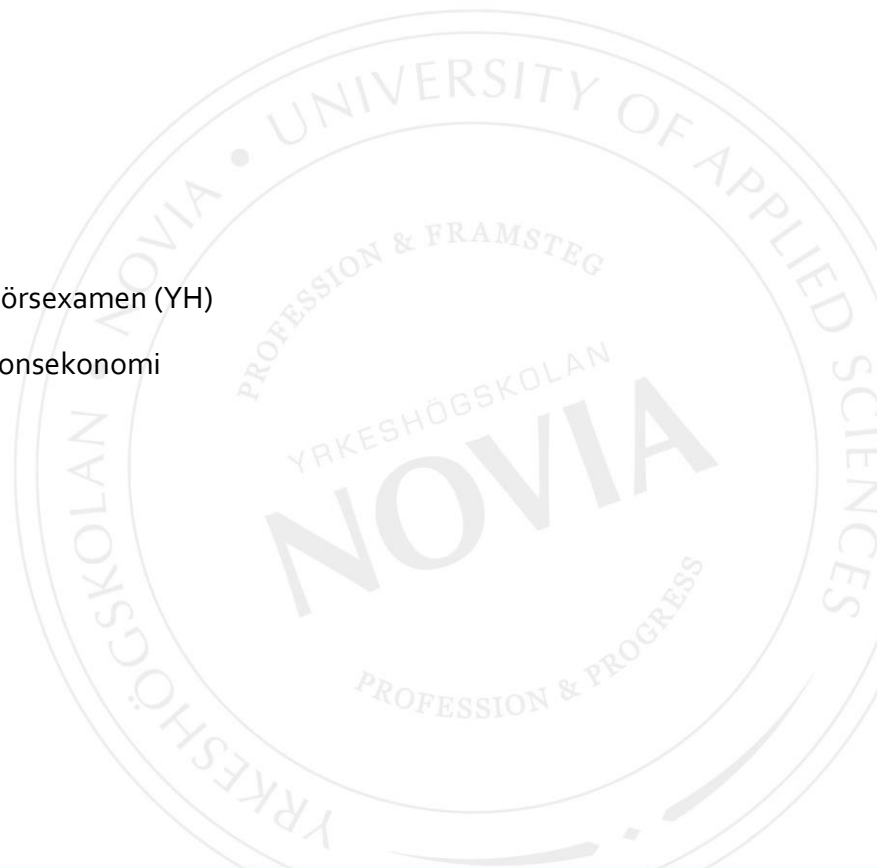 YRKESHÖGSKOLAN • NOVIA • UNIVERSITY OF APPLIED SCIENCES
PROFESSION & FRAMSTEG
örsexamen (YH)
onsekonomi
YRKESHÖGSKOLAN
NOVIA
PROFESSION & PROGRESS